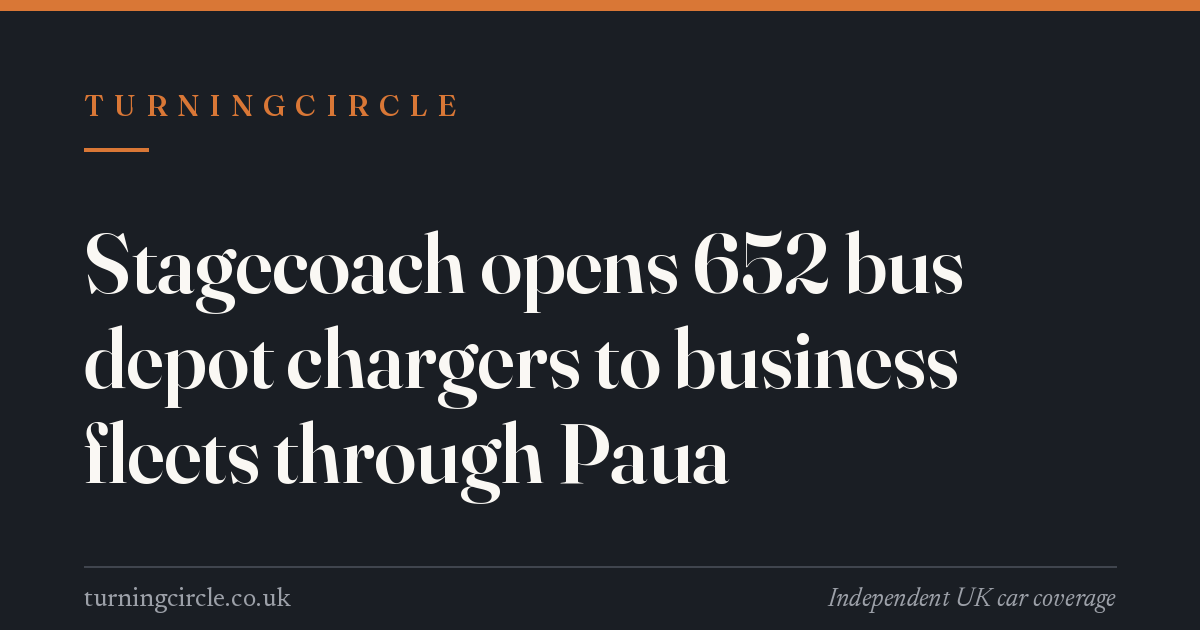 TURNINGCIRCLE
Stagecoach opens 652 bus
depot chargers to business
fleets through Paua
turningcircle.co.uk
Independent UK car coverage